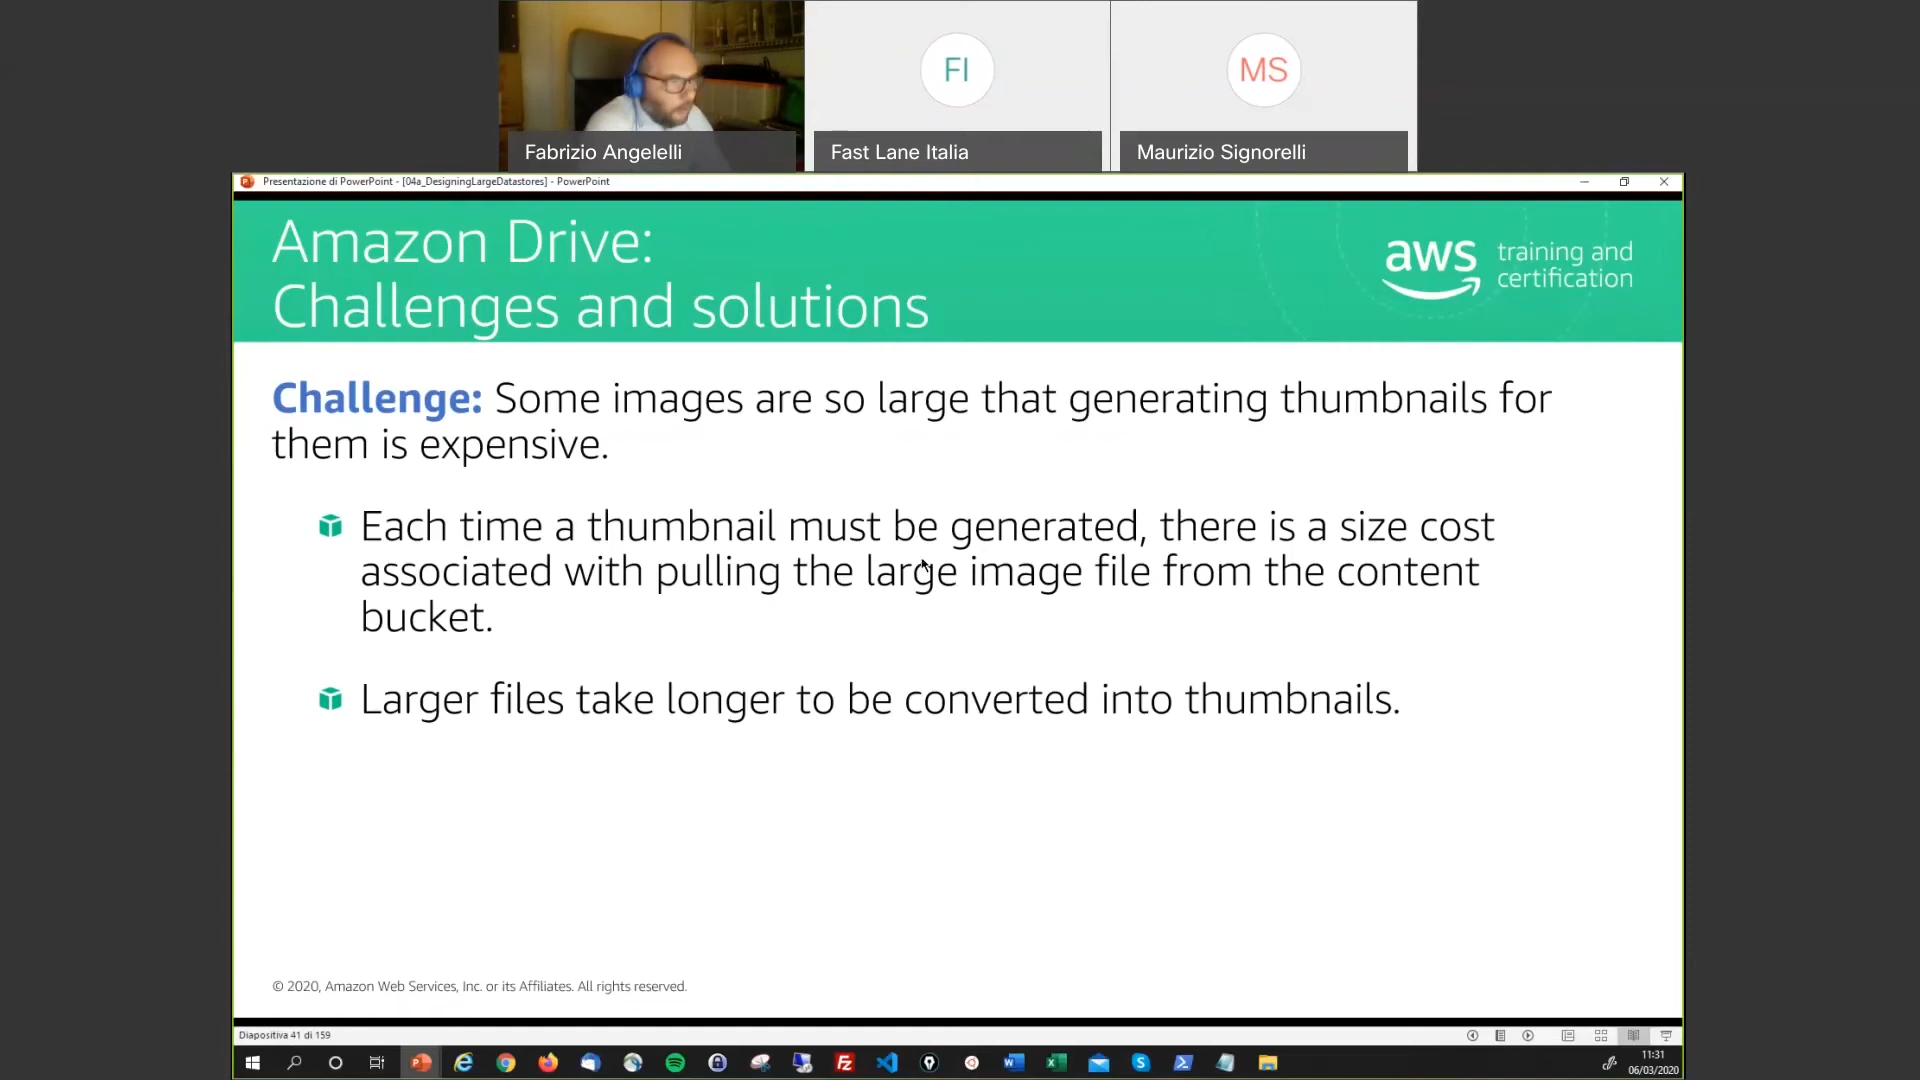 FI
MS
Fabrizio Angelelli
Fast Lane Italia
Maurizio Signorelli
Presentazione di PowerPoint - [04a_DesigningLargeDatastores] - PowerPoint
Amazon Drive:
Challenges and solutions
aws
training and
certification
Challenge: Some images are so large that generating thumbnails for
them is expensive.
Each time a thumbnail must be generated, there is a size cost
associated with pulling the large image file from the content
bucket.
Larger files take longer to be converted into thumbnails.
© 2020, Amazon Web Services, Inc. or its Affiliates. All rights reserved.
Diapositiva 41 di 159
11:31
06/03/2020